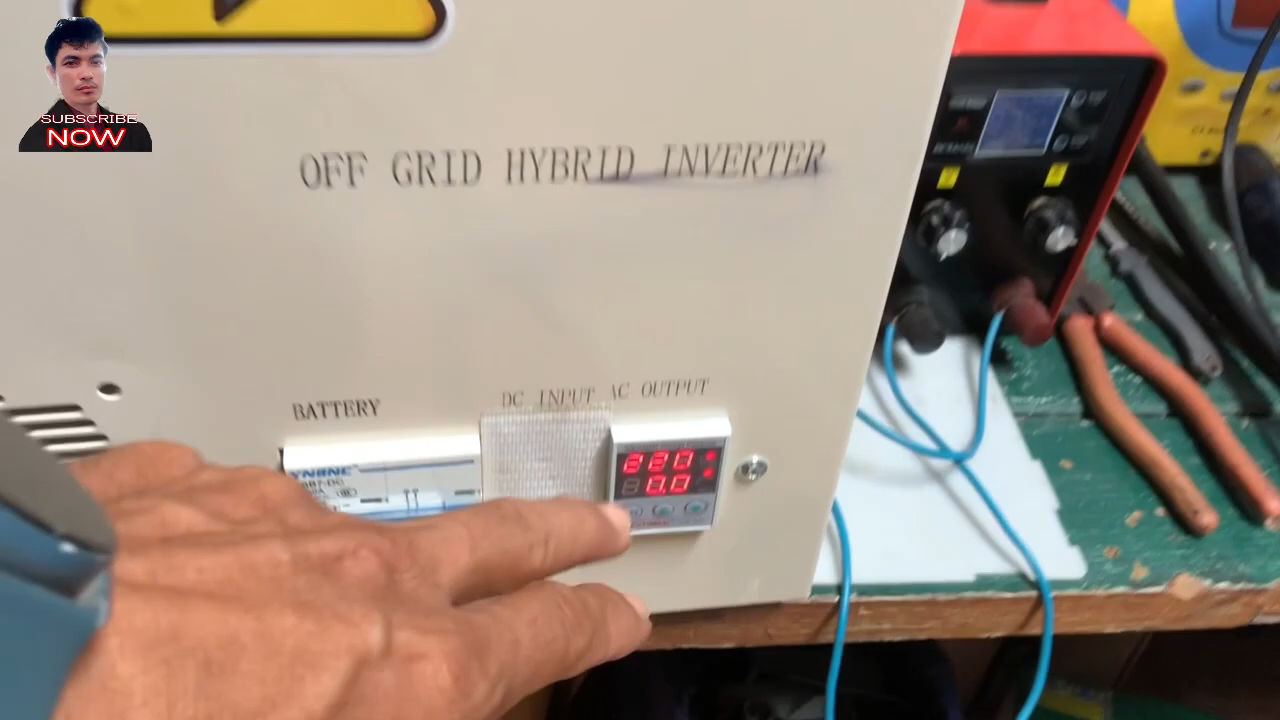 SUBSCRIBE
NOW
OFF GRID HYBRID INVERTER
BATTERY
DC INPUT AC OUTPUT
220
0.0